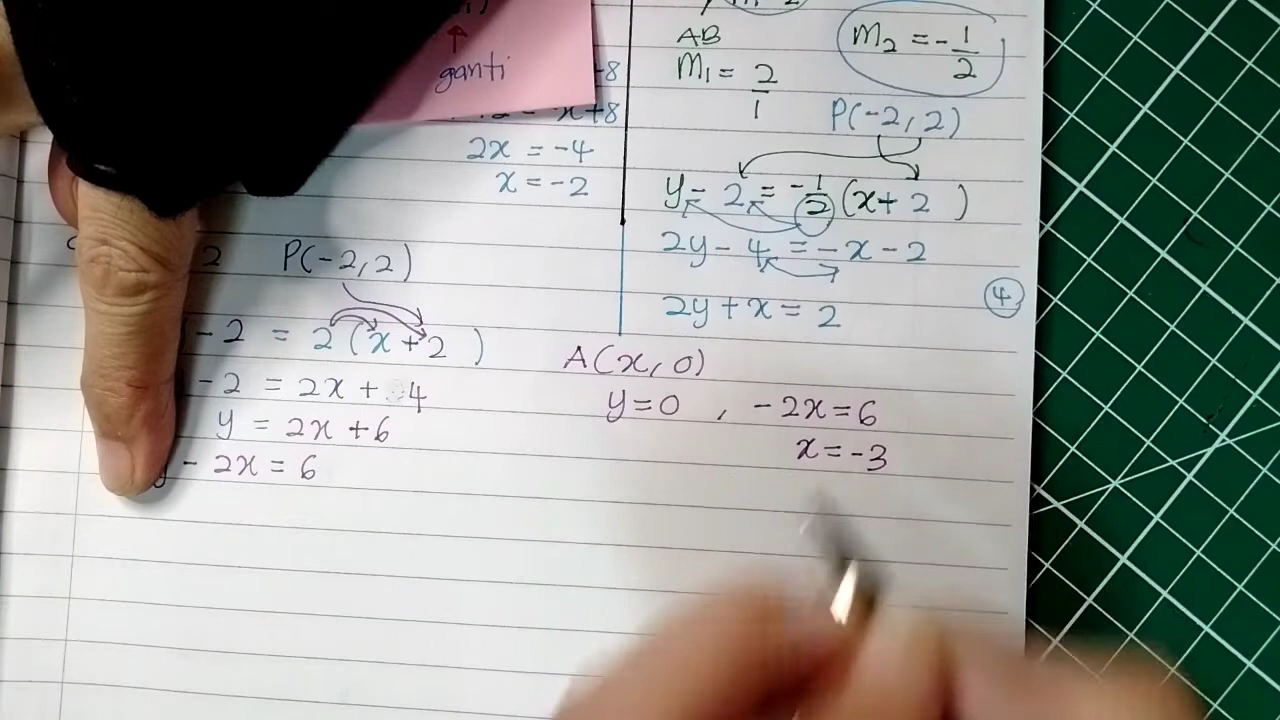 ganti
x+8
2x = -4
x = -2
2 P(-2,2)
-2 = 2(x+2)
-2 = 2x + 4
y = 2x + 6
y - 2x = 6
AB
m1 = 2/1
m2 = -1/2
P(-2,2)
y - 2 = -1/2(x+2)
2y - 4 = -x - 2
2y + x = 2
4
A(x,0)
y = 0, -2x = 6
x = -3